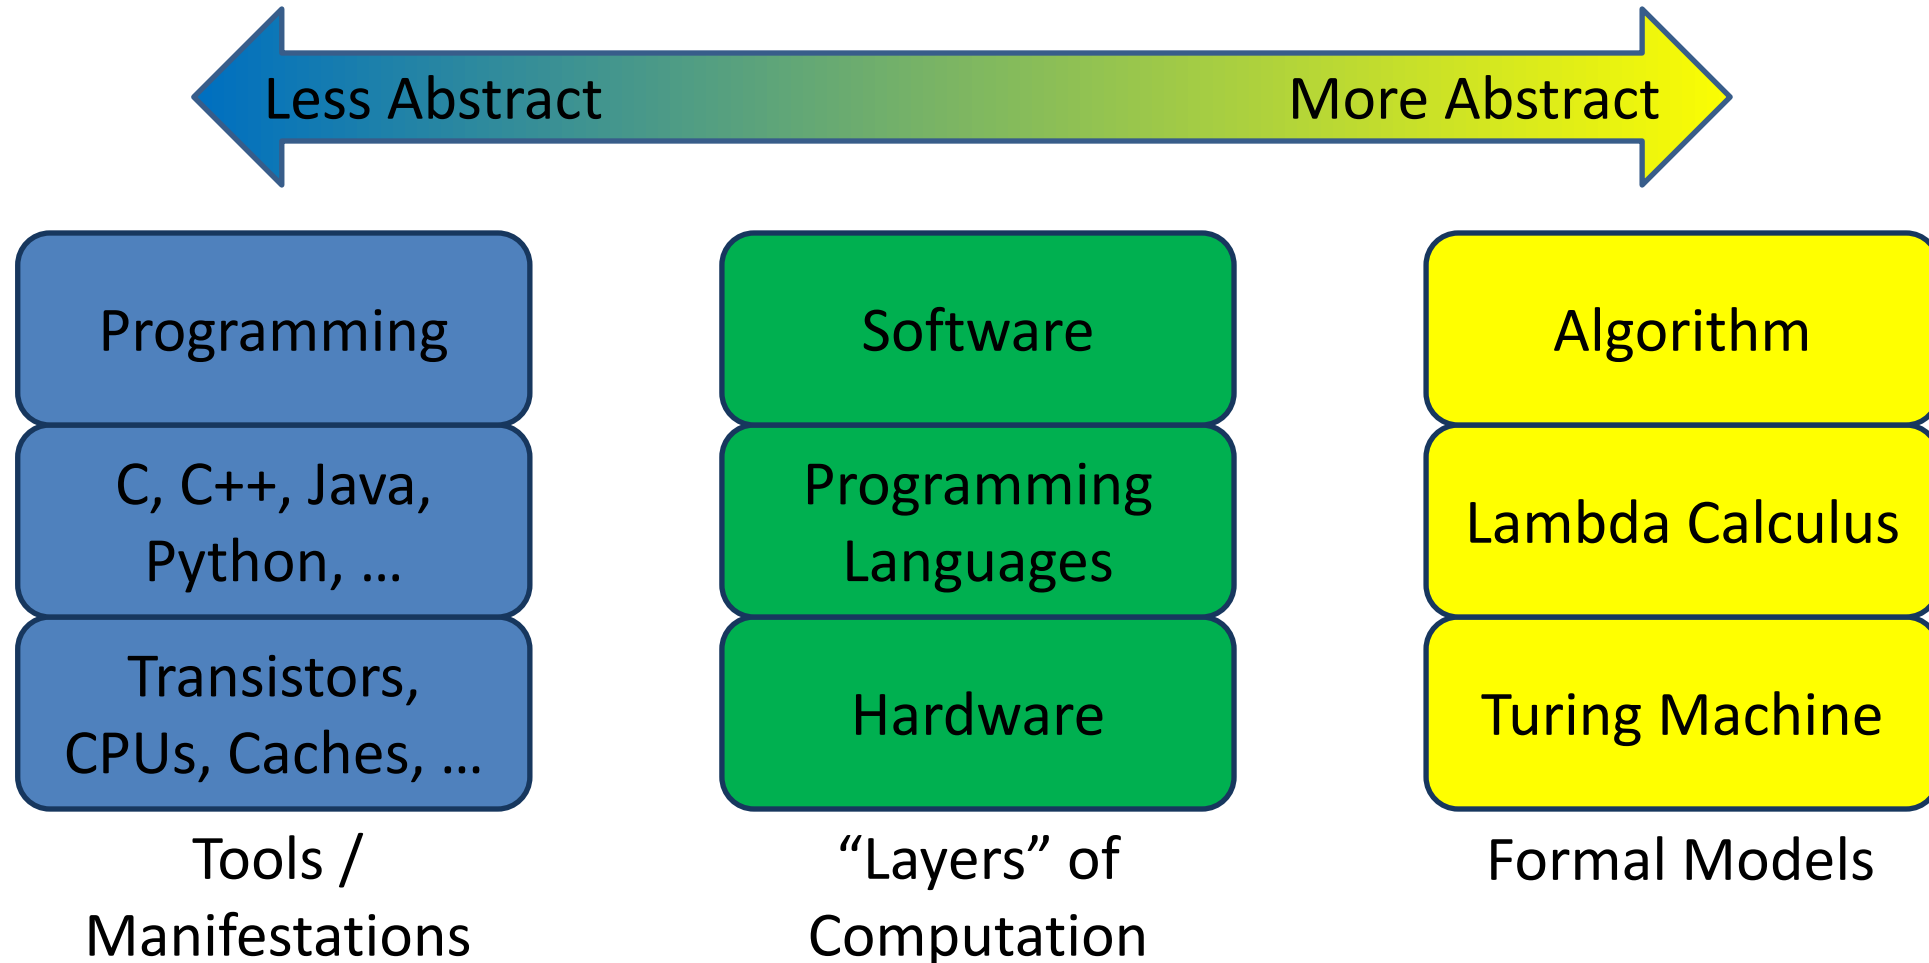 Less Abstract
More Abstract
Programming
C, C++, Java,
Python, ...
Transistors,
CPUs, Caches, ...
Tools /
Manifestations
Software
Programming
Languages
Hardware
“Layers” of
Computation
Algorithm
Lambda Calculus
Turing Machine
Formal Models